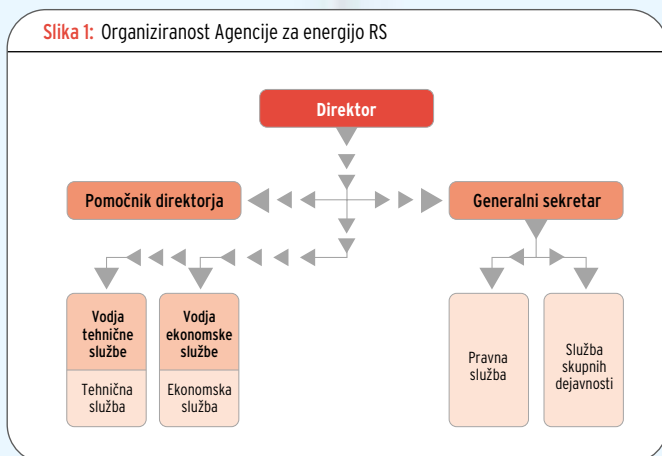 Slika 1: Organiziranost Agencije za energijo RS
Direktor
Pomočnik direktorja
Generalni sekretar
Vodja
tehnične
službe
Tehnična
služba
Vodja
ekonomske
službe
Ekonomska
služba
Pravna
služba
Služba
skupnih
dejavnosti